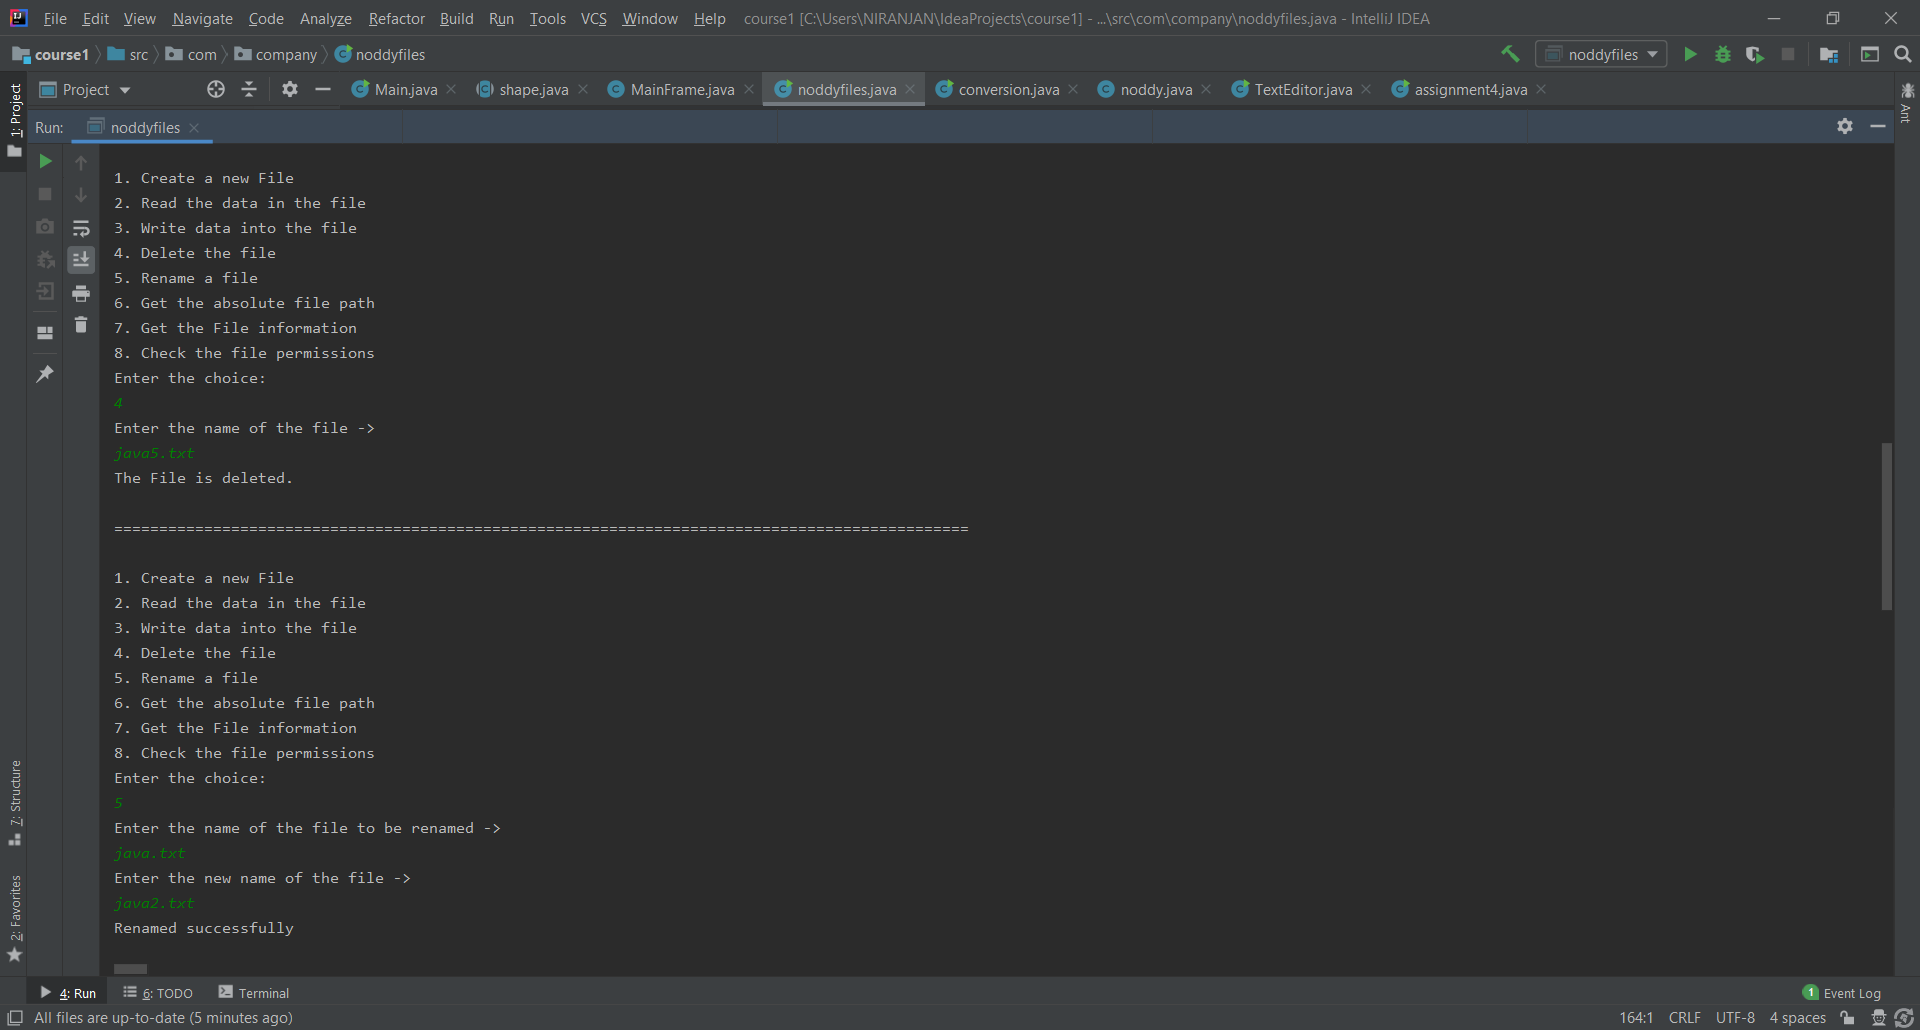 File Edit View Navigate Code Analyze Refactor Build Run Tools VCS Window Help course1 [C:\Users\NIRANJAN\IdeaProjects\course1] - ...\src\com\company\noddyfiles.java - IntelliJ IDEA
course1 src com company noddyfiles noddyfiles
1: Project
Project Main.java shape.java MainFrame.java noddyfiles.java conversion.java noddy.java TextEditor.java assignment4.java
Ant
Run: noddyfiles
1. Create a new File
2. Read the data in the file
3. Write data into the file
4. Delete the file
5. Rename a file
6. Get the absolute file path
7. Get the File information
8. Check the file permissions
Enter the choice:
4
Enter the name of the file ->
java5.txt
The File is deleted.
===============================================================================================
1. Create a new File
2. Read the data in the file
3. Write data into the file
4. Delete the file
5. Rename a file
6. Get the absolute file path
7. Get the File information
8. Check the file permissions
Enter the choice:
5
Enter the name of the file to be renamed ->
java.txt
Enter the new name of the file ->
java2.txt
Renamed successfully
7: Structure
2: Favorites
4: Run 6: TODO Terminal 1 Event Log
All files are up-to-date (5 minutes ago) 164:1 CRLF UTF-8 4 spaces